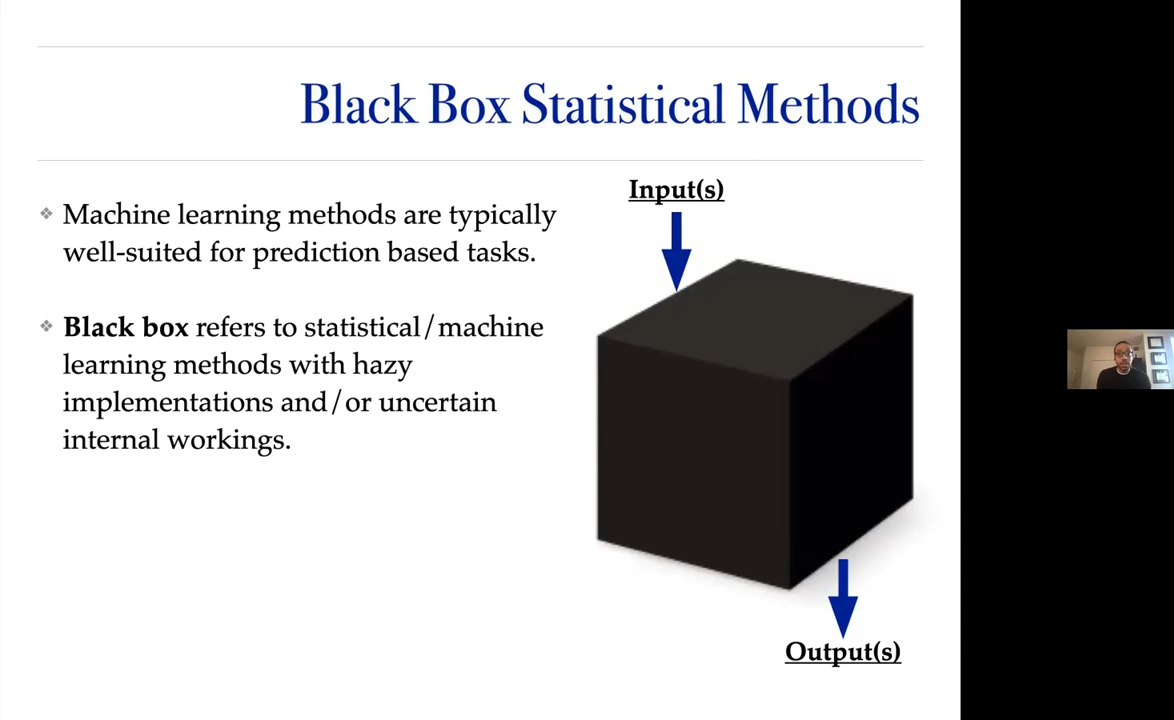 Black Box Statistical Methods
Machine learning methods are typically
well-suited for prediction based tasks.
Black box refers to statistical/machine
learning methods with hazy
implementations and/or uncertain
internal workings.
Input(s)
Output(s)